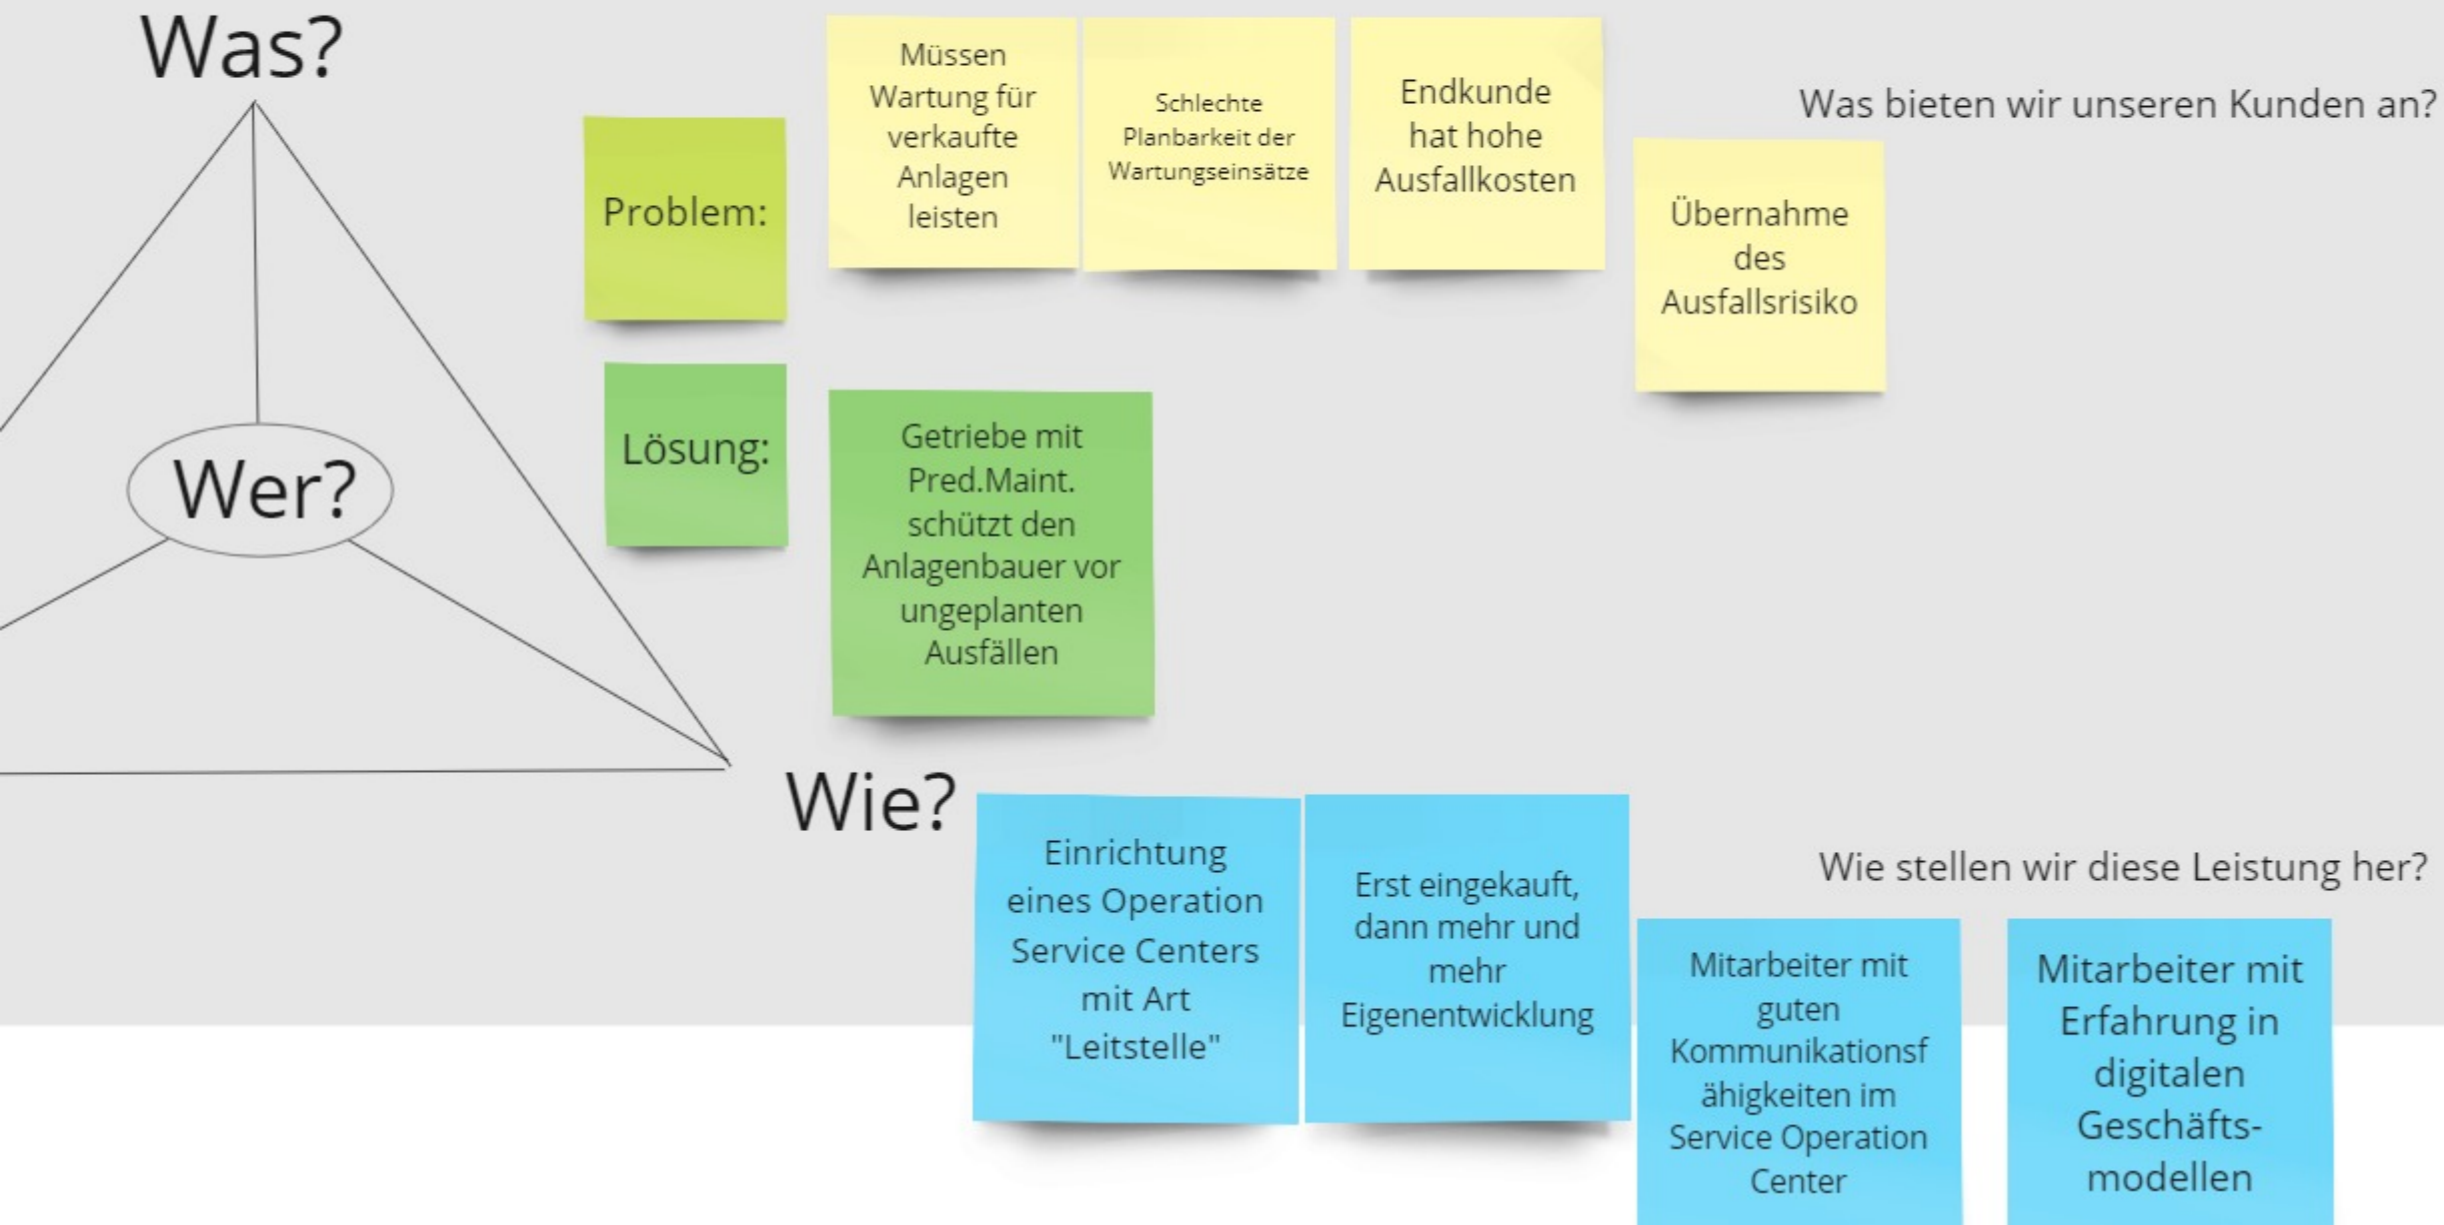 Was?
Wer?
Problem:
Müssen
Wartung für
verkaufte
Anlagen
leisten
Schlechte
Planbarkeit der
Wartungseinsätze
Endkunde
hat hohe
Ausfallkosten
Was bieten wir unseren Kunden an?
Übernahme
des
Ausfallsrisiko
Lösung:
Getriebe mit
Pred.Maint.
schützt den
Anlagenbauer vor
ungeplanten
Ausfällen
Wie?
Einrichtung
eines Operation
Service Centers
mit Art
"Leitstelle"
Erst eingekauft,
dann mehr und
mehr
Eigenentwicklung
Wie stellen wir diese Leistung her?
Mitarbeiter mit
guten
Kommunikationsf
ähigkeiten im
Service Operation
Center
Mitarbeiter mit
Erfahrung in
digitalen
Geschäfts-
modellen